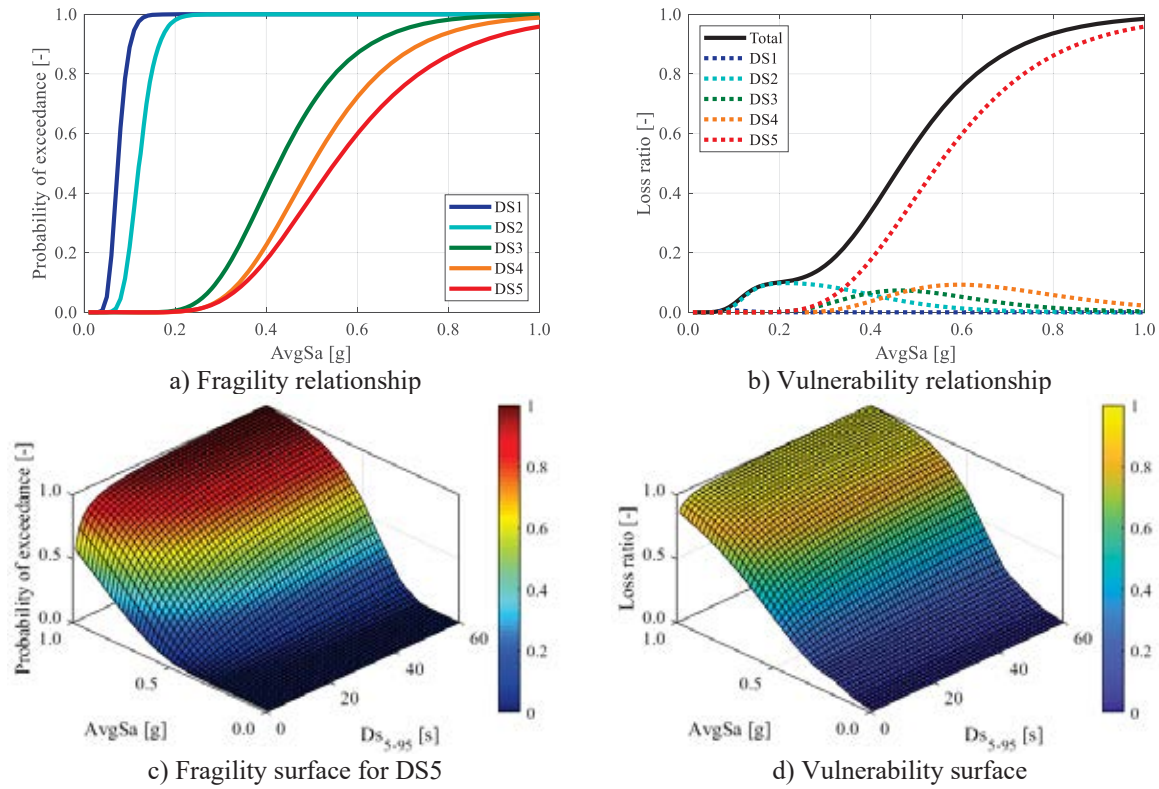 Probability of exceedance [-]
1.0
0.8
0.6
0.4
0.2
0.0
0.0 0.2 0.4 0.6 0.8 1.0
AvgSa [g]
DS1
DS2
DS3
DS4
DS5
a) Fragility relationship
Loss ratio [-]
1.0
0.8
0.6
0.4
0.2
0.0
0.0 0.2 0.4 0.6 0.8 1.0
AvgSa [g]
Total
DS1
DS2
DS3
DS4
DS5
b) Vulnerability relationship
Probability of exceedance [-]
1.0
0.5
0.0
1.0
0.5
0.0
AvgSa [g]
0
20
40
60
Ds5-95 [s]
1
0.8
0.6
0.4
0.2
0
c) Fragility surface for DS5
Loss ratio [-]
1.0
0.5
0.0
1.0
0.5
0.0
AvgSa [g]
0
20
40
60
Ds5-95 [s]
1
0.8
0.6
0.4
0.2
0
d) Vulnerability surface